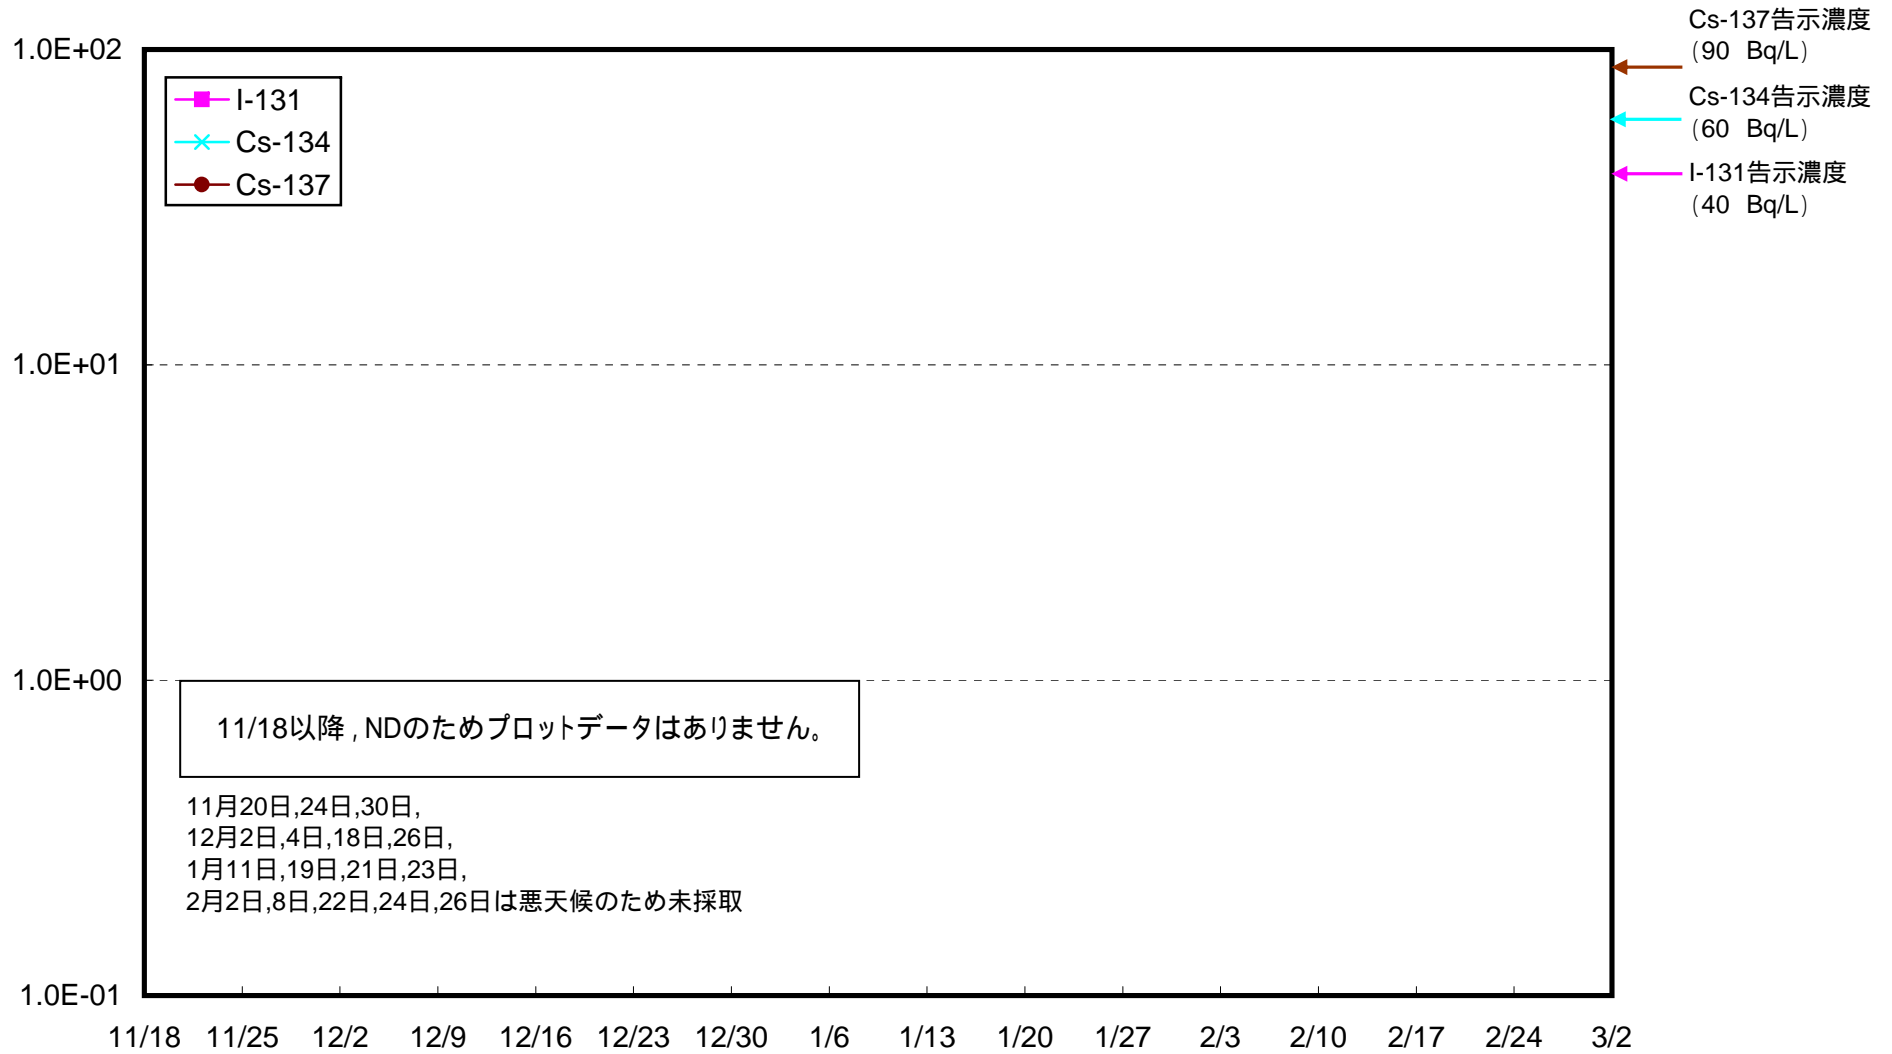 Cs-137告示濃度
(90 Bq/L)
Cs-134告示濃度
(60 Bq/L)
I-131告示濃度
(40 Bq/L)
1.0E+02
1.0E+01
1.0E+00
1.0E-01
I-131
Cs-134
Cs-137
11/18以降,NDのためプロットデータはありません。
11月20日,24日,30日,
12月2日,4日,18日,26日,
1月11日,19日,21日,23日,
2月2日,8日,22日,24日,26日は悪天候のため未採取
11/18 11/25 12/2 12/9 12/16 12/23 12/30 1/6 1/13 1/20 1/27 2/3 2/10 2/17 2/24 3/2